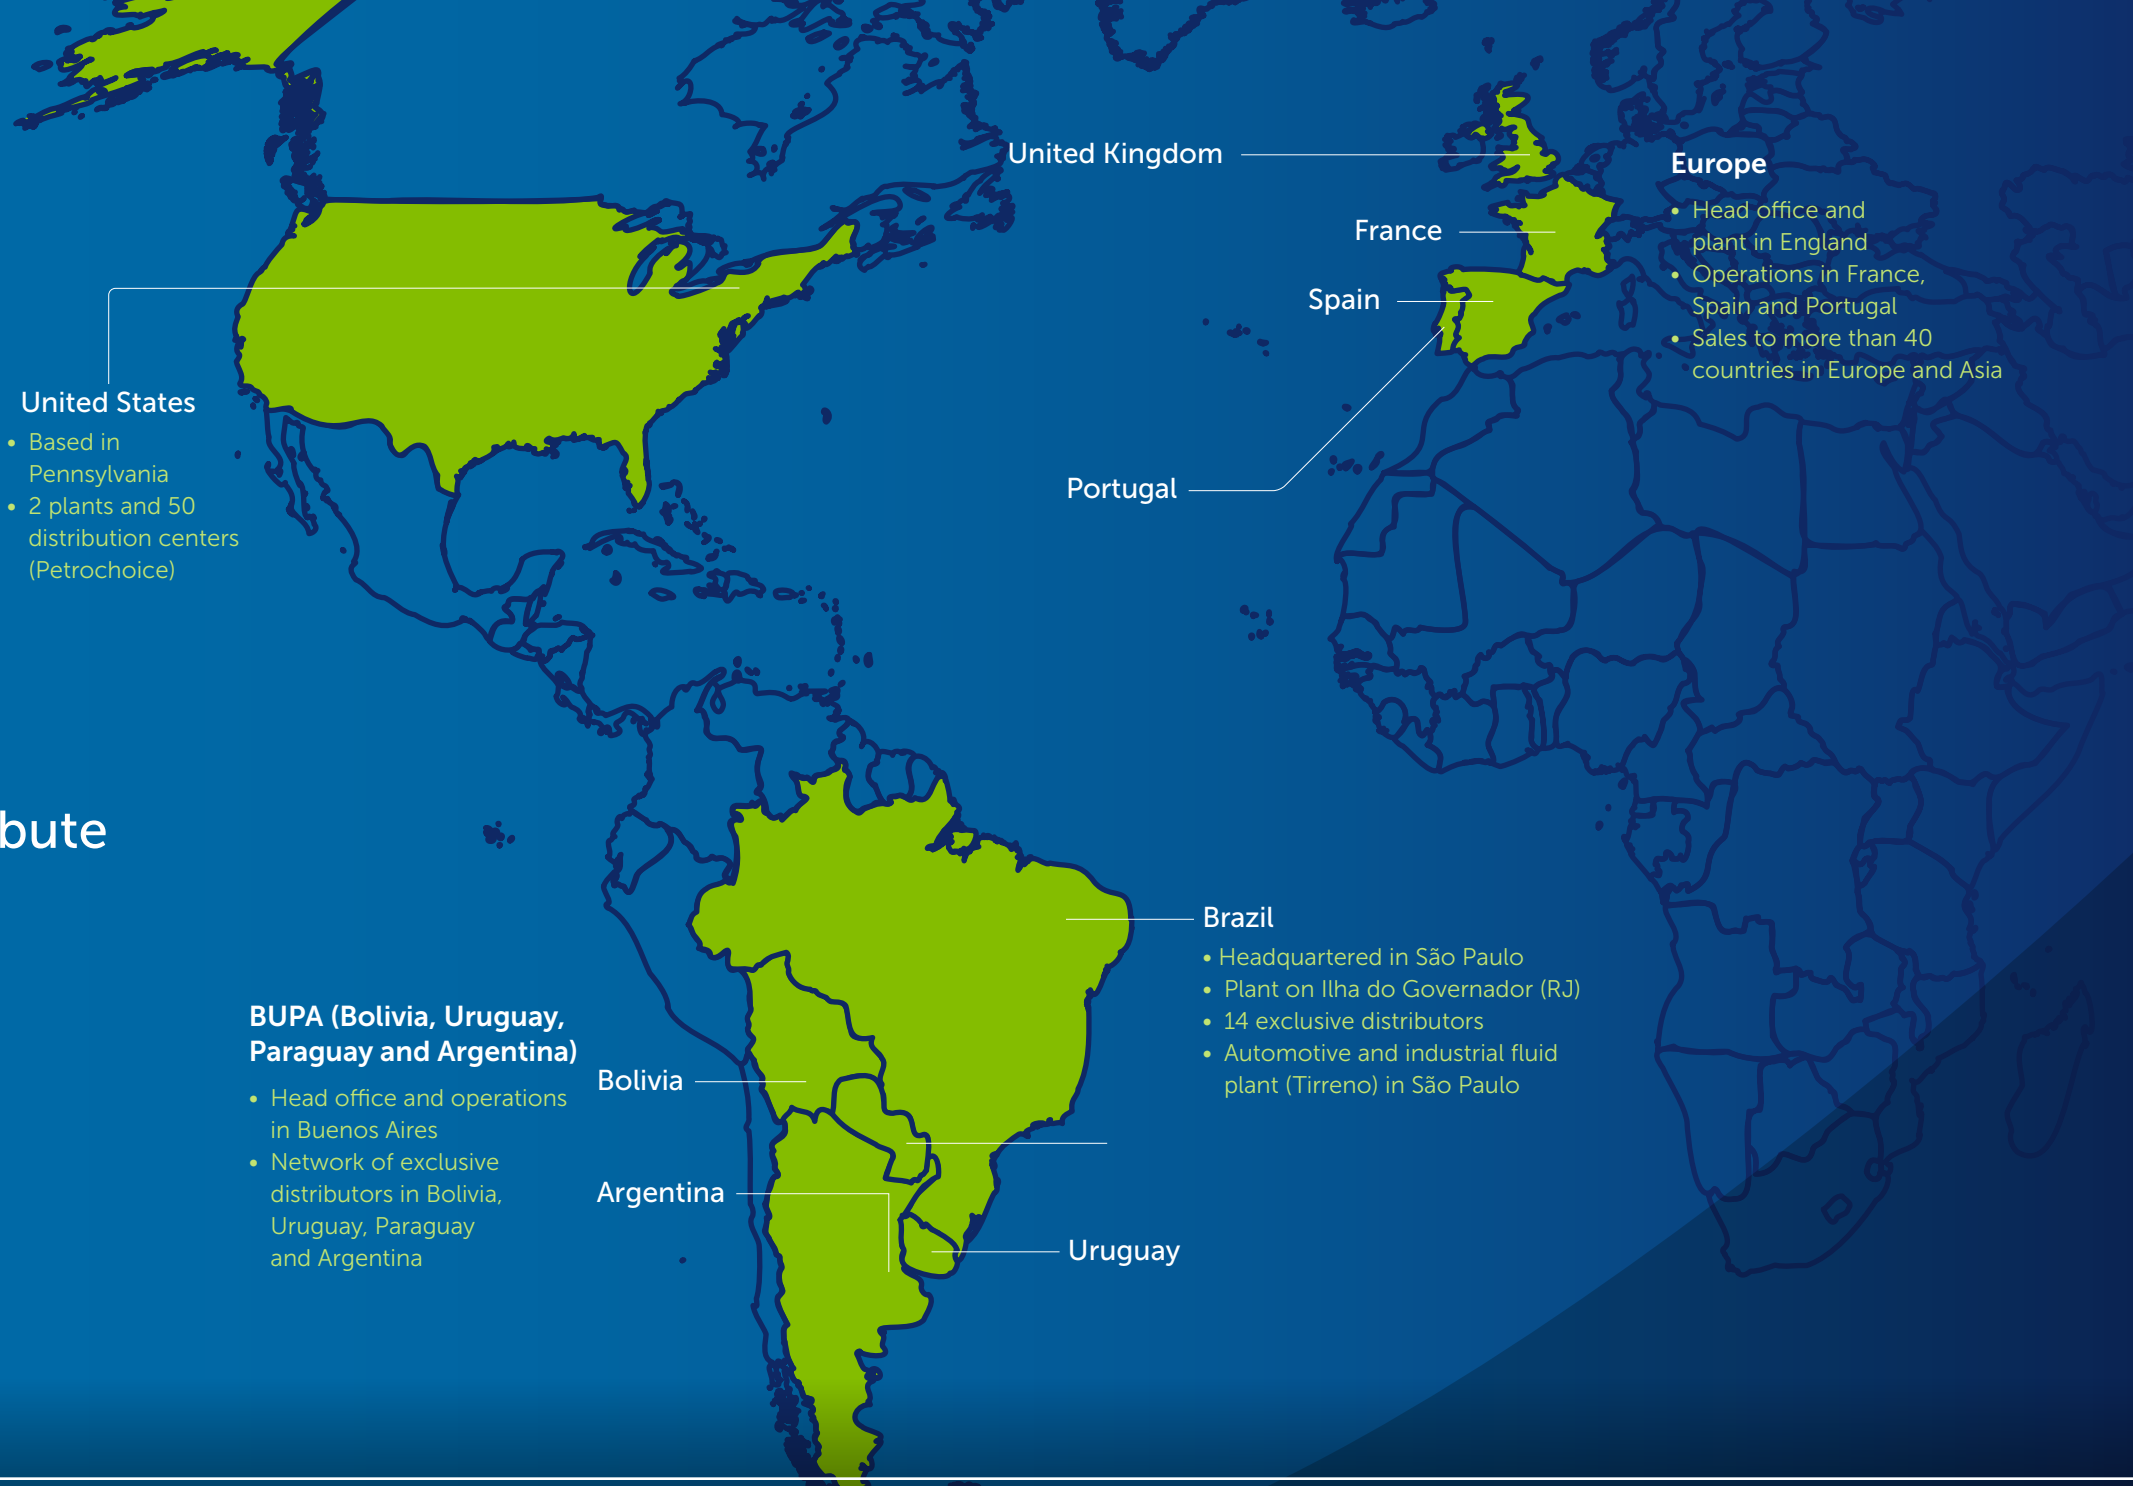 United Kingdom
France
Spain
Portugal
Europe
• Head office and
plant in England
• Operations in France,
Spain and Portugal
• Sales to more than 40
countries in Europe and Asia
United States
• Based in
Pennsylvania
• 2 plants and 50
distribution centers
(Petrochoice)
bute
Brazil
• Headquartered in São Paulo
• Plant on Ilha do Governador (RJ)
• 14 exclusive distributors
• Automotive and industrial fluid
plant (Tirreno) in São Paulo
BUPA (Bolivia, Uruguay,
Paraguay and Argentina)
• Head office and operations
in Buenos Aires
• Network of exclusive
distributors in Bolivia,
Uruguay, Paraguay
and Argentina
Bolivia
Argentina
Uruguay